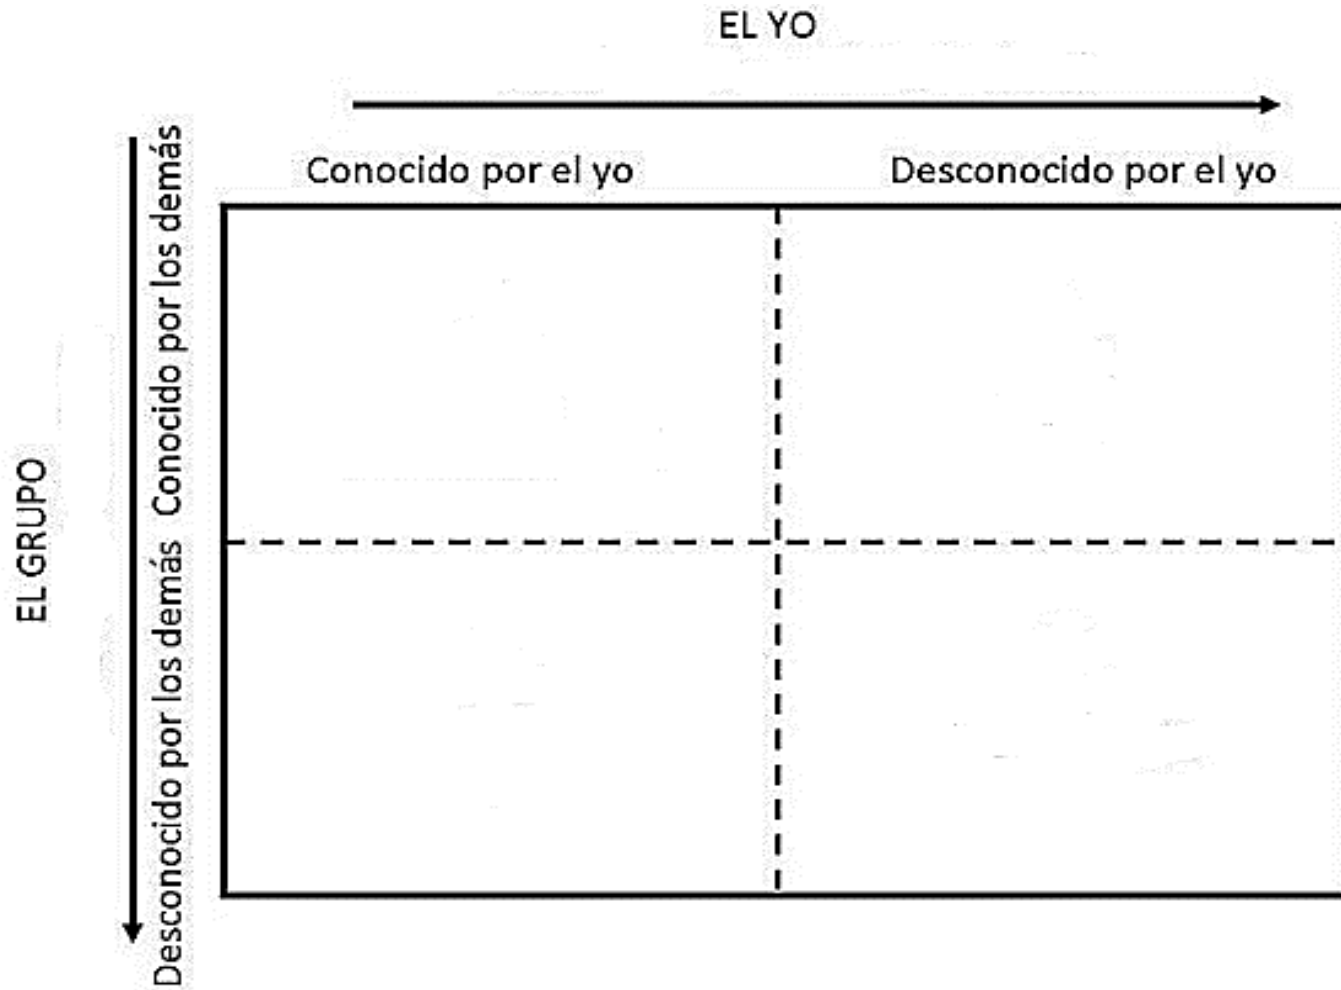 EL YO
Conocido por el yo
Desconocido por el yo
EL GRUPO
Conocido por los demás
Desconocido por los demás